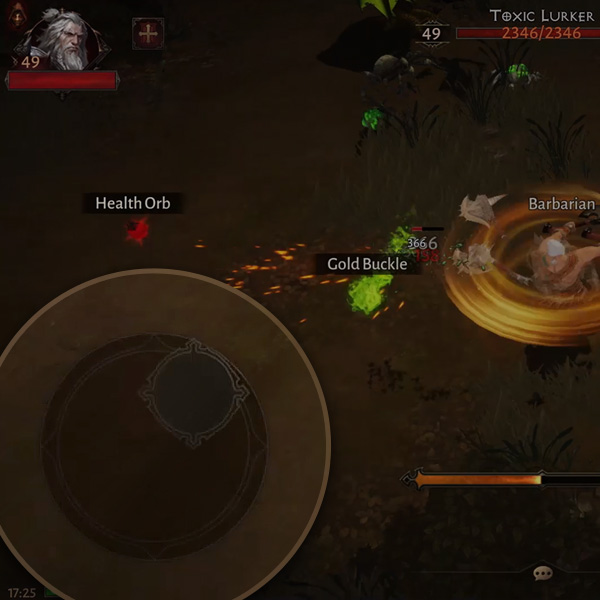 Toxic Lurker
49
2346/2346
49
Health Orb
Barbarian
3666
Gold Buckle
17:25